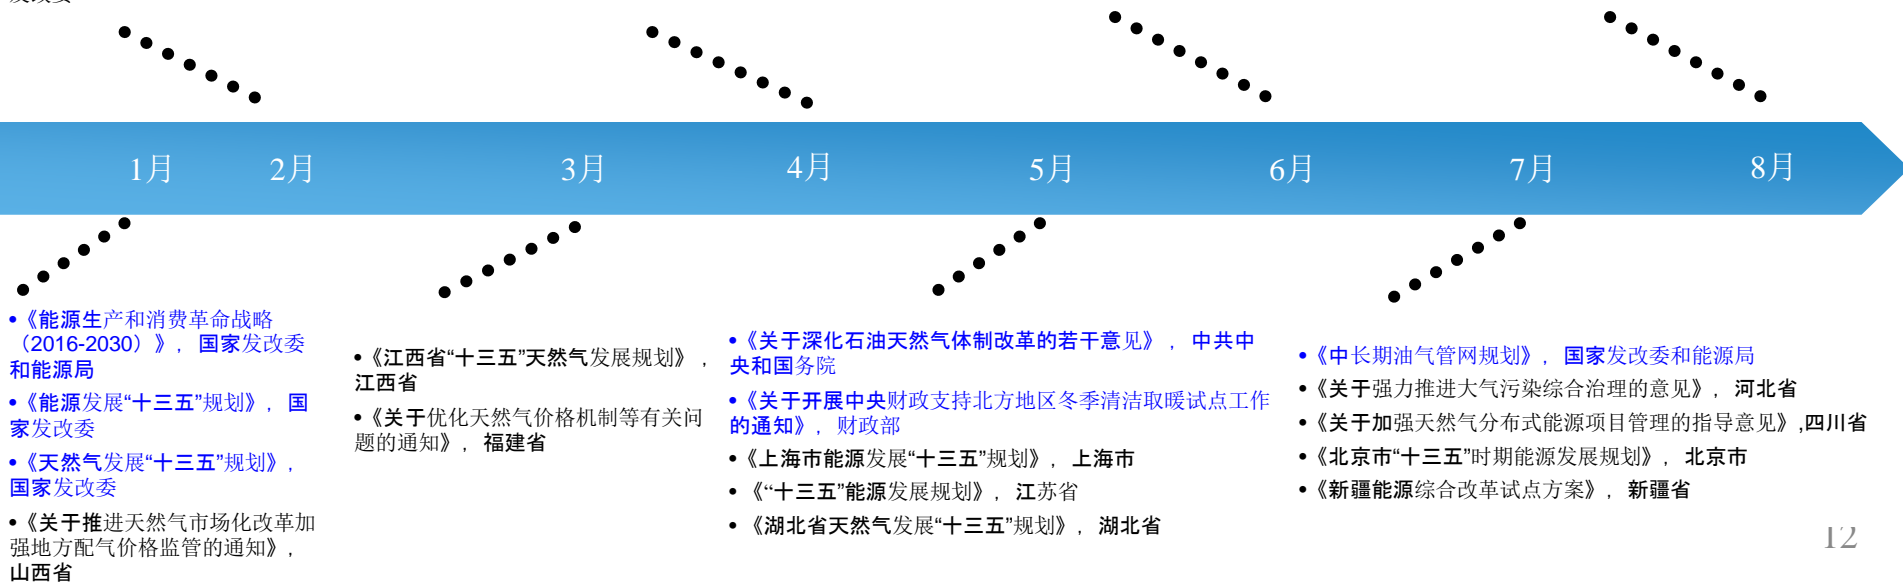 1月
2月
3月
4月
5月
6月
7月
8月
•《能源生产和消费革命战略
（2016-2030）》，国家发改委
和能源局
•《能源发展“十三五”规划》，国
家发改委
•《天然气发展“十三五”规划》，
国家发改委
•《关于推进天然气市场化改革加
强地方配气价格监管的通知》，
山西省
•《江西省“十三五”天然气发展规划》，
江西省
•《关于优化天然气价格机制等有关问
题的通知》，福建省
•《关于深化石油天然气体制改革的若干意见》，中共中
央和国务院
•《关于开展中央财政支持北方地区冬季清洁取暖试点工作
的通知》，财政部
•《上海市能源发展“十三五”规划》，上海市
•《“十三五”能源发展规划》，江苏省
•《湖北省天然气发展“十三五”规划》，湖北省
•《中长期油气管网规划》，国家发改委和能源局
•《关于强力推进大气污染综合治理的意见》，河北省
•《关于加强天然气分布式能源项目管理的指导意见》,四川省
•《北京市“十三五”时期能源发展规划》，北京市
•《新疆能源综合改革试点方案》，新疆省
12